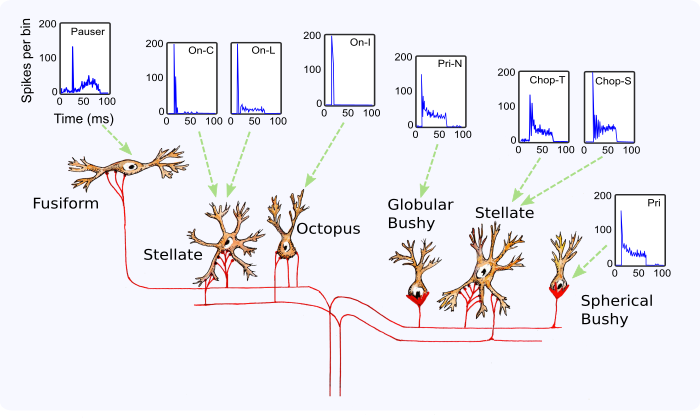 Spikes per bin
200
100
0
Pauser
0
50
100
Time (ms)
200
100
0
On-C
0
50
100
On-L
0
50
100
200
100
0
On-I
0
50
100
200
100
0
Pri-N
0
50
100
200
100
0
Chop-T
0
50
100
Chop-S
0
50
100
200
100
0
Pri
0
50
100
Fusiform
Stellate
Octopus
Globular
Bushy
Stellate
Spherical
Bushy